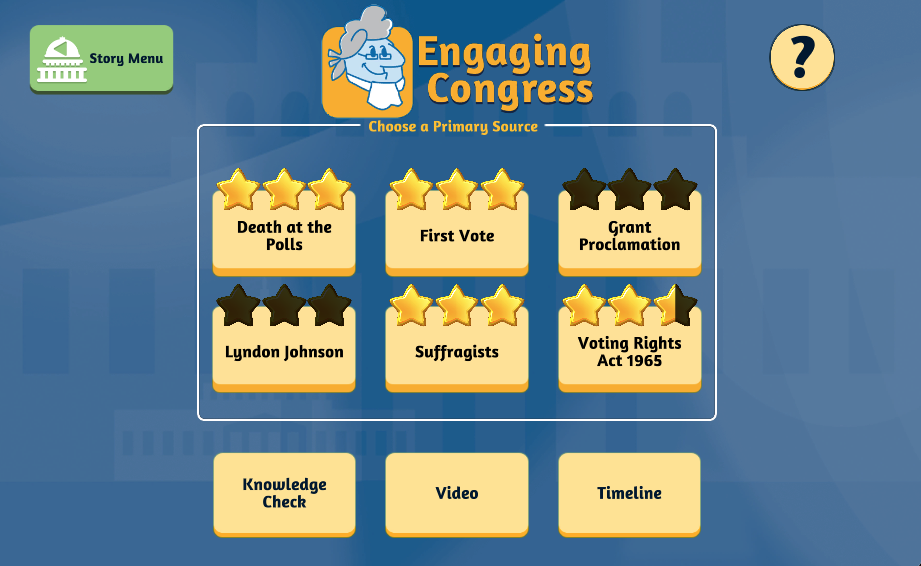 Story Menu
Engaging
Congress
?
Choose a Primary Source
Death at the
Polls
First Vote
Grant
Proclamation
Lyndon Johnson
Suffragists
Voting Rights
Act 1965
Knowledge
Check
Video
Timeline